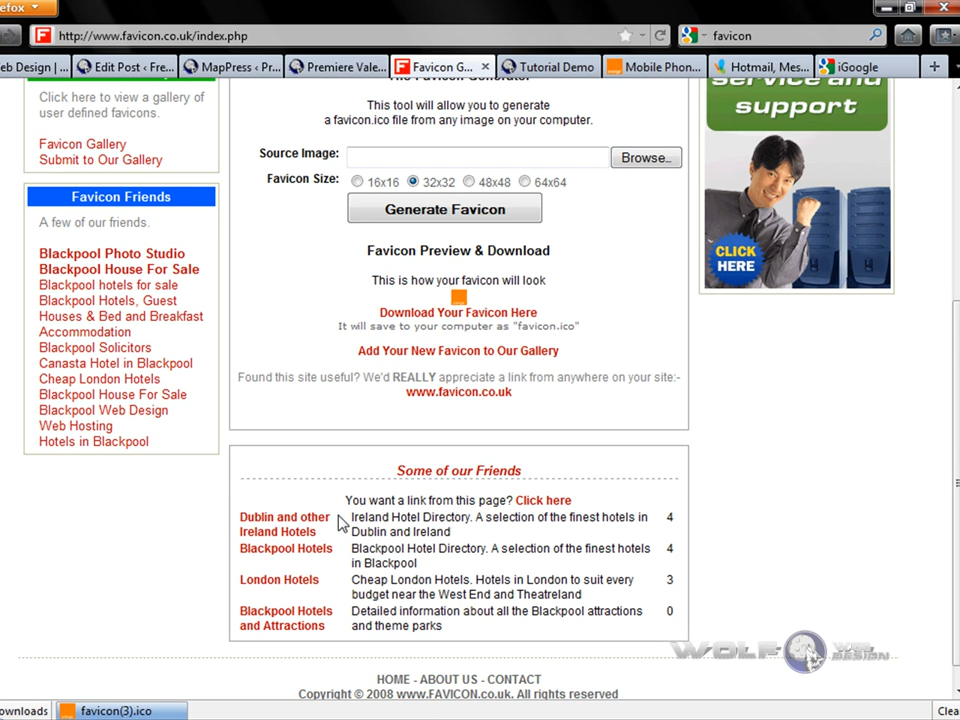 efox
http://www.favicon.co.uk/index.php
favicon
eb Design | ...
Edit Post ‹ Fre...
MapPress ‹ Pr...
Premiere Vale...
Favicon G...
Tutorial Demo
Mobile Phon...
Hotmail, Mes...
iGoogle
Click here to view a gallery of
user defined favicons.
Favicon Gallery
Submit to Our Gallery
Favicon Friends
A few of our friends.
Blackpool Photo Studio
Blackpool House For Sale
Blackpool hotels for sale
Blackpool Hotels, Guest
Houses & Bed and Breakfast
Accommodation
Blackpool Solicitors
Canasta Hotel in Blackpool
Cheap London Hotels
Blackpool House For Sale
Blackpool Web Design
Web Hosting
Hotels in Blackpool
The Favicon Generator
This tool will allow you to generate
a favicon.ico file from any image on your computer.
Source Image:
Browse...
Favicon Size:
16x16
32x32
48x48
64x64
Generate Favicon
Favicon Preview & Download
This is how your favicon will look
Download Your Favicon Here
It will save to your computer as "favicon.ico"
Add Your New Favicon to Our Gallery
Found this site useful? We'd REALLY appreciate a link from anywhere on your site:-
www.favicon.co.uk
Some of our Friends
You want a link from this page? Click here
Dublin and other Ireland Hotel Directory. A selection of the finest hotels in 4
Ireland Hotels Dublin and Ireland
Blackpool Hotels Blackpool Hotel Directory. A selection of the finest hotels 4
in Blackpool
London Hotels Cheap London Hotels. Hotels in London to suit every 3
budget near the West End and Theatreland
Blackpool Hotels Detailed information about all the Blackpool attractions 0
and Attractions and theme parks
service and
support
CLICK
HERE
WOLF WEB
DESIGN
HOME - ABOUT US - CONTACT
Copyright © 2008 www.FAVICON.co.uk. All rights reserved
ownloads
favicon(3).ico
Clea